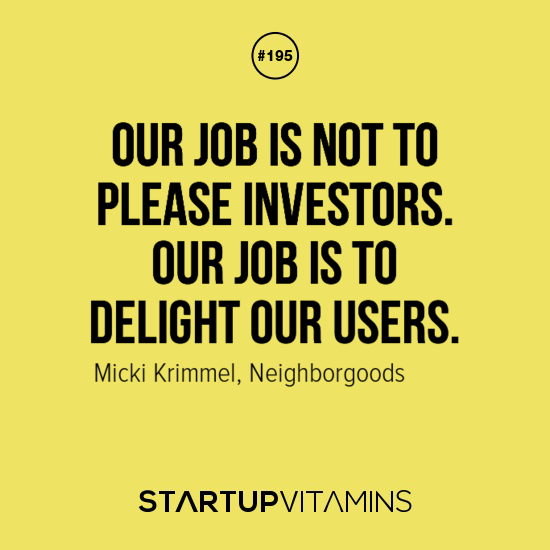 #195
OUR JOB IS NOT TO
PLEASE INVESTORS.
OUR JOB IS TO
DELIGHT OUR USERS.
Micki Krimmel, Neighborgoods
STARTUPVITAMINS